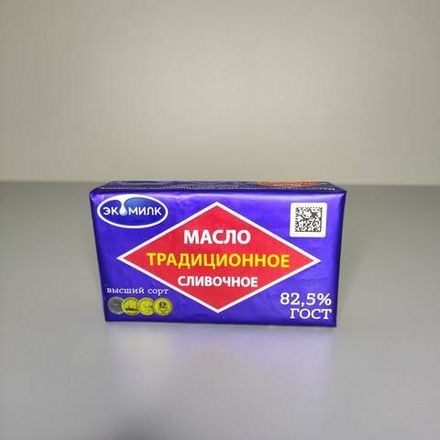 ЭКОМИЛК
МАСЛО
ТРАДИЦИОННОЕ
СЛИВОЧНОЕ
высший сорт
82,5%
ГОСТ